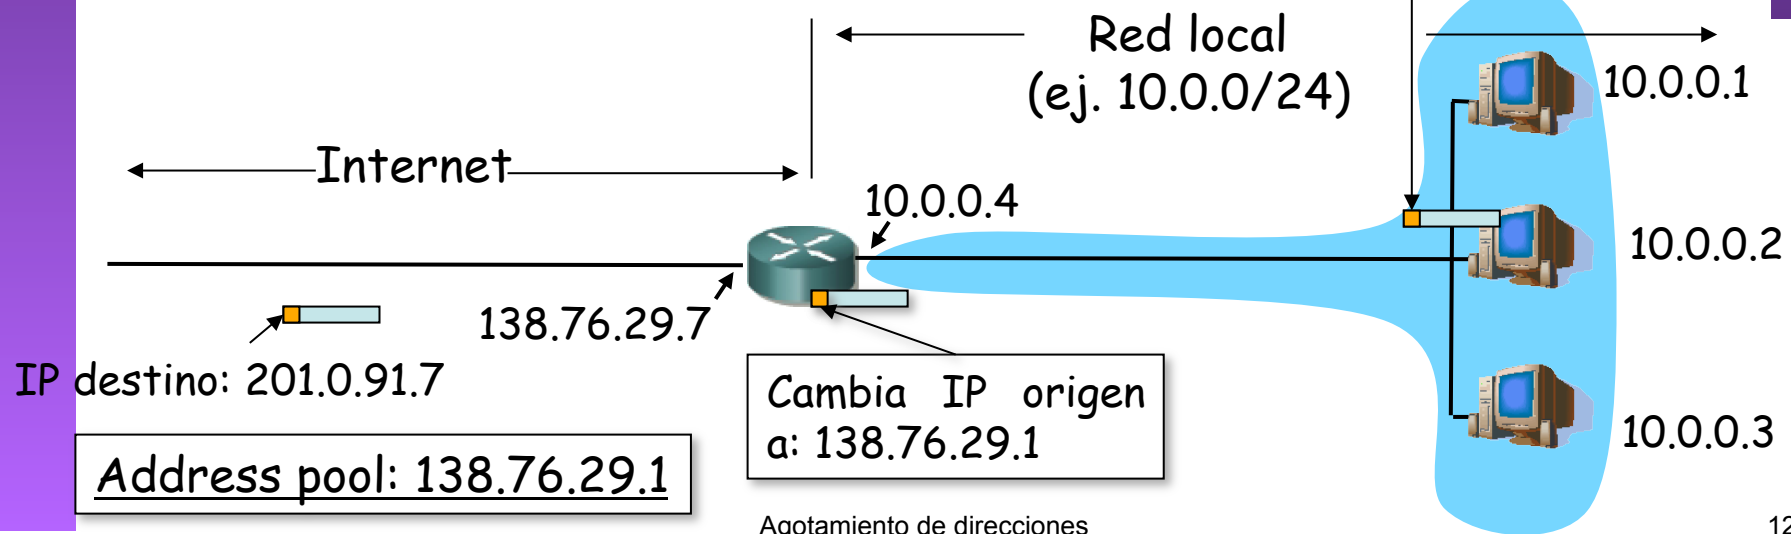 Red local
(ej. 10.0.0/24)
10.0.0.1
Internet
10.0.0.4
10.0.0.2
138.76.29.7
IP destino: 201.0.91.7
Cambia IP origen
a: 138.76.29.1
10.0.0.3
Address pool: 138.76.29.1
Agotamiento de direcciones
12